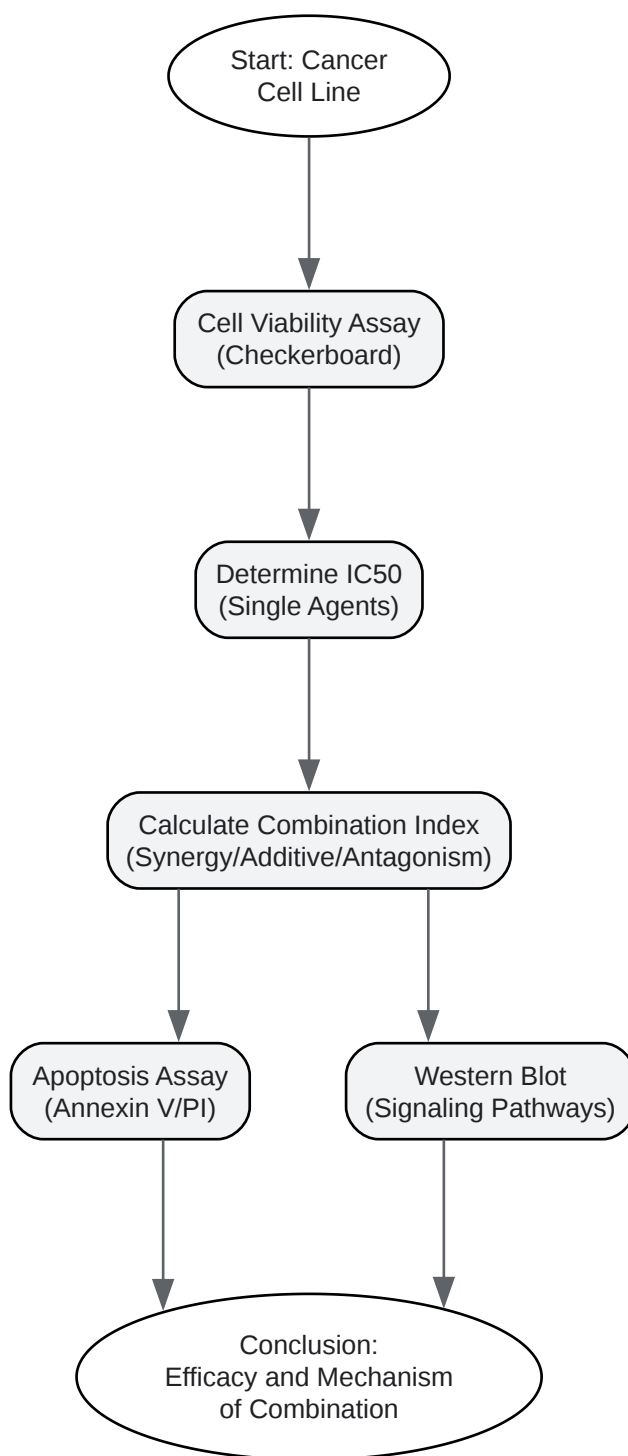 Start: Cancer
Cell Line
Cell Viability Assay
(Checkerboard)
Determine IC50
(Single Agents)
Calculate Combination Index
(Synergy/Additive/Antagonism)
Apoptosis Assay
(Annexin V/PI)
Western Blot
(Signaling Pathways)
Conclusion:
Efficacy and Mechanism
of Combination